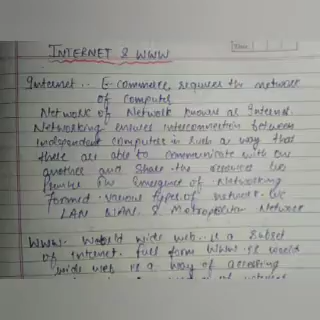 INTERNET & WWW
Internet :- E-commerce requires the network
of computer
Network of Network known as Internet.
Networking ensures interconnection between
independent computers in such a way that
these are able to communicate with one
another and share the resources
The Emergence of Networking
formed various types of network.
LAN WAN & Metropolitan Network
WWW- wide web is a subset
of internet. full form WWW is world
wide web is a way of accessing